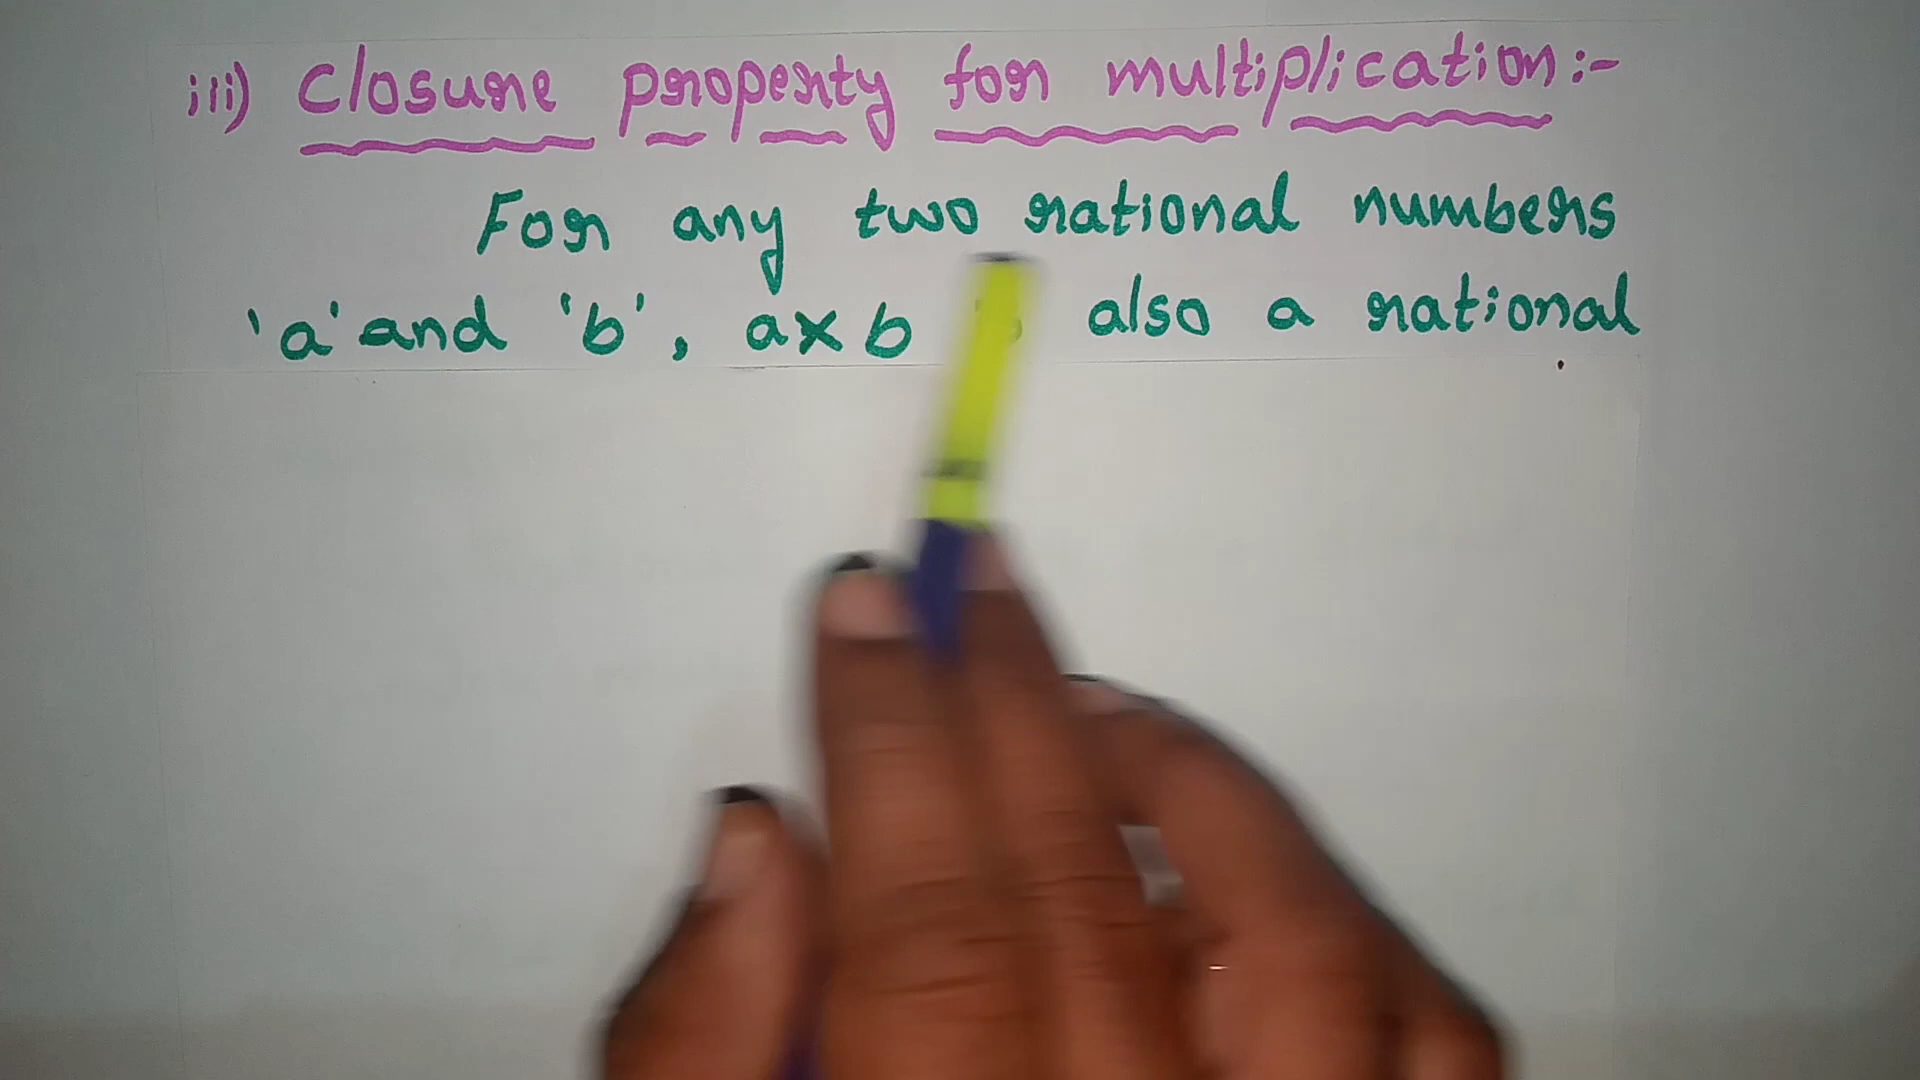 iii) Closure property for multiplication:-
For any two rational numbers
'a' and 'b', a x b also a rational